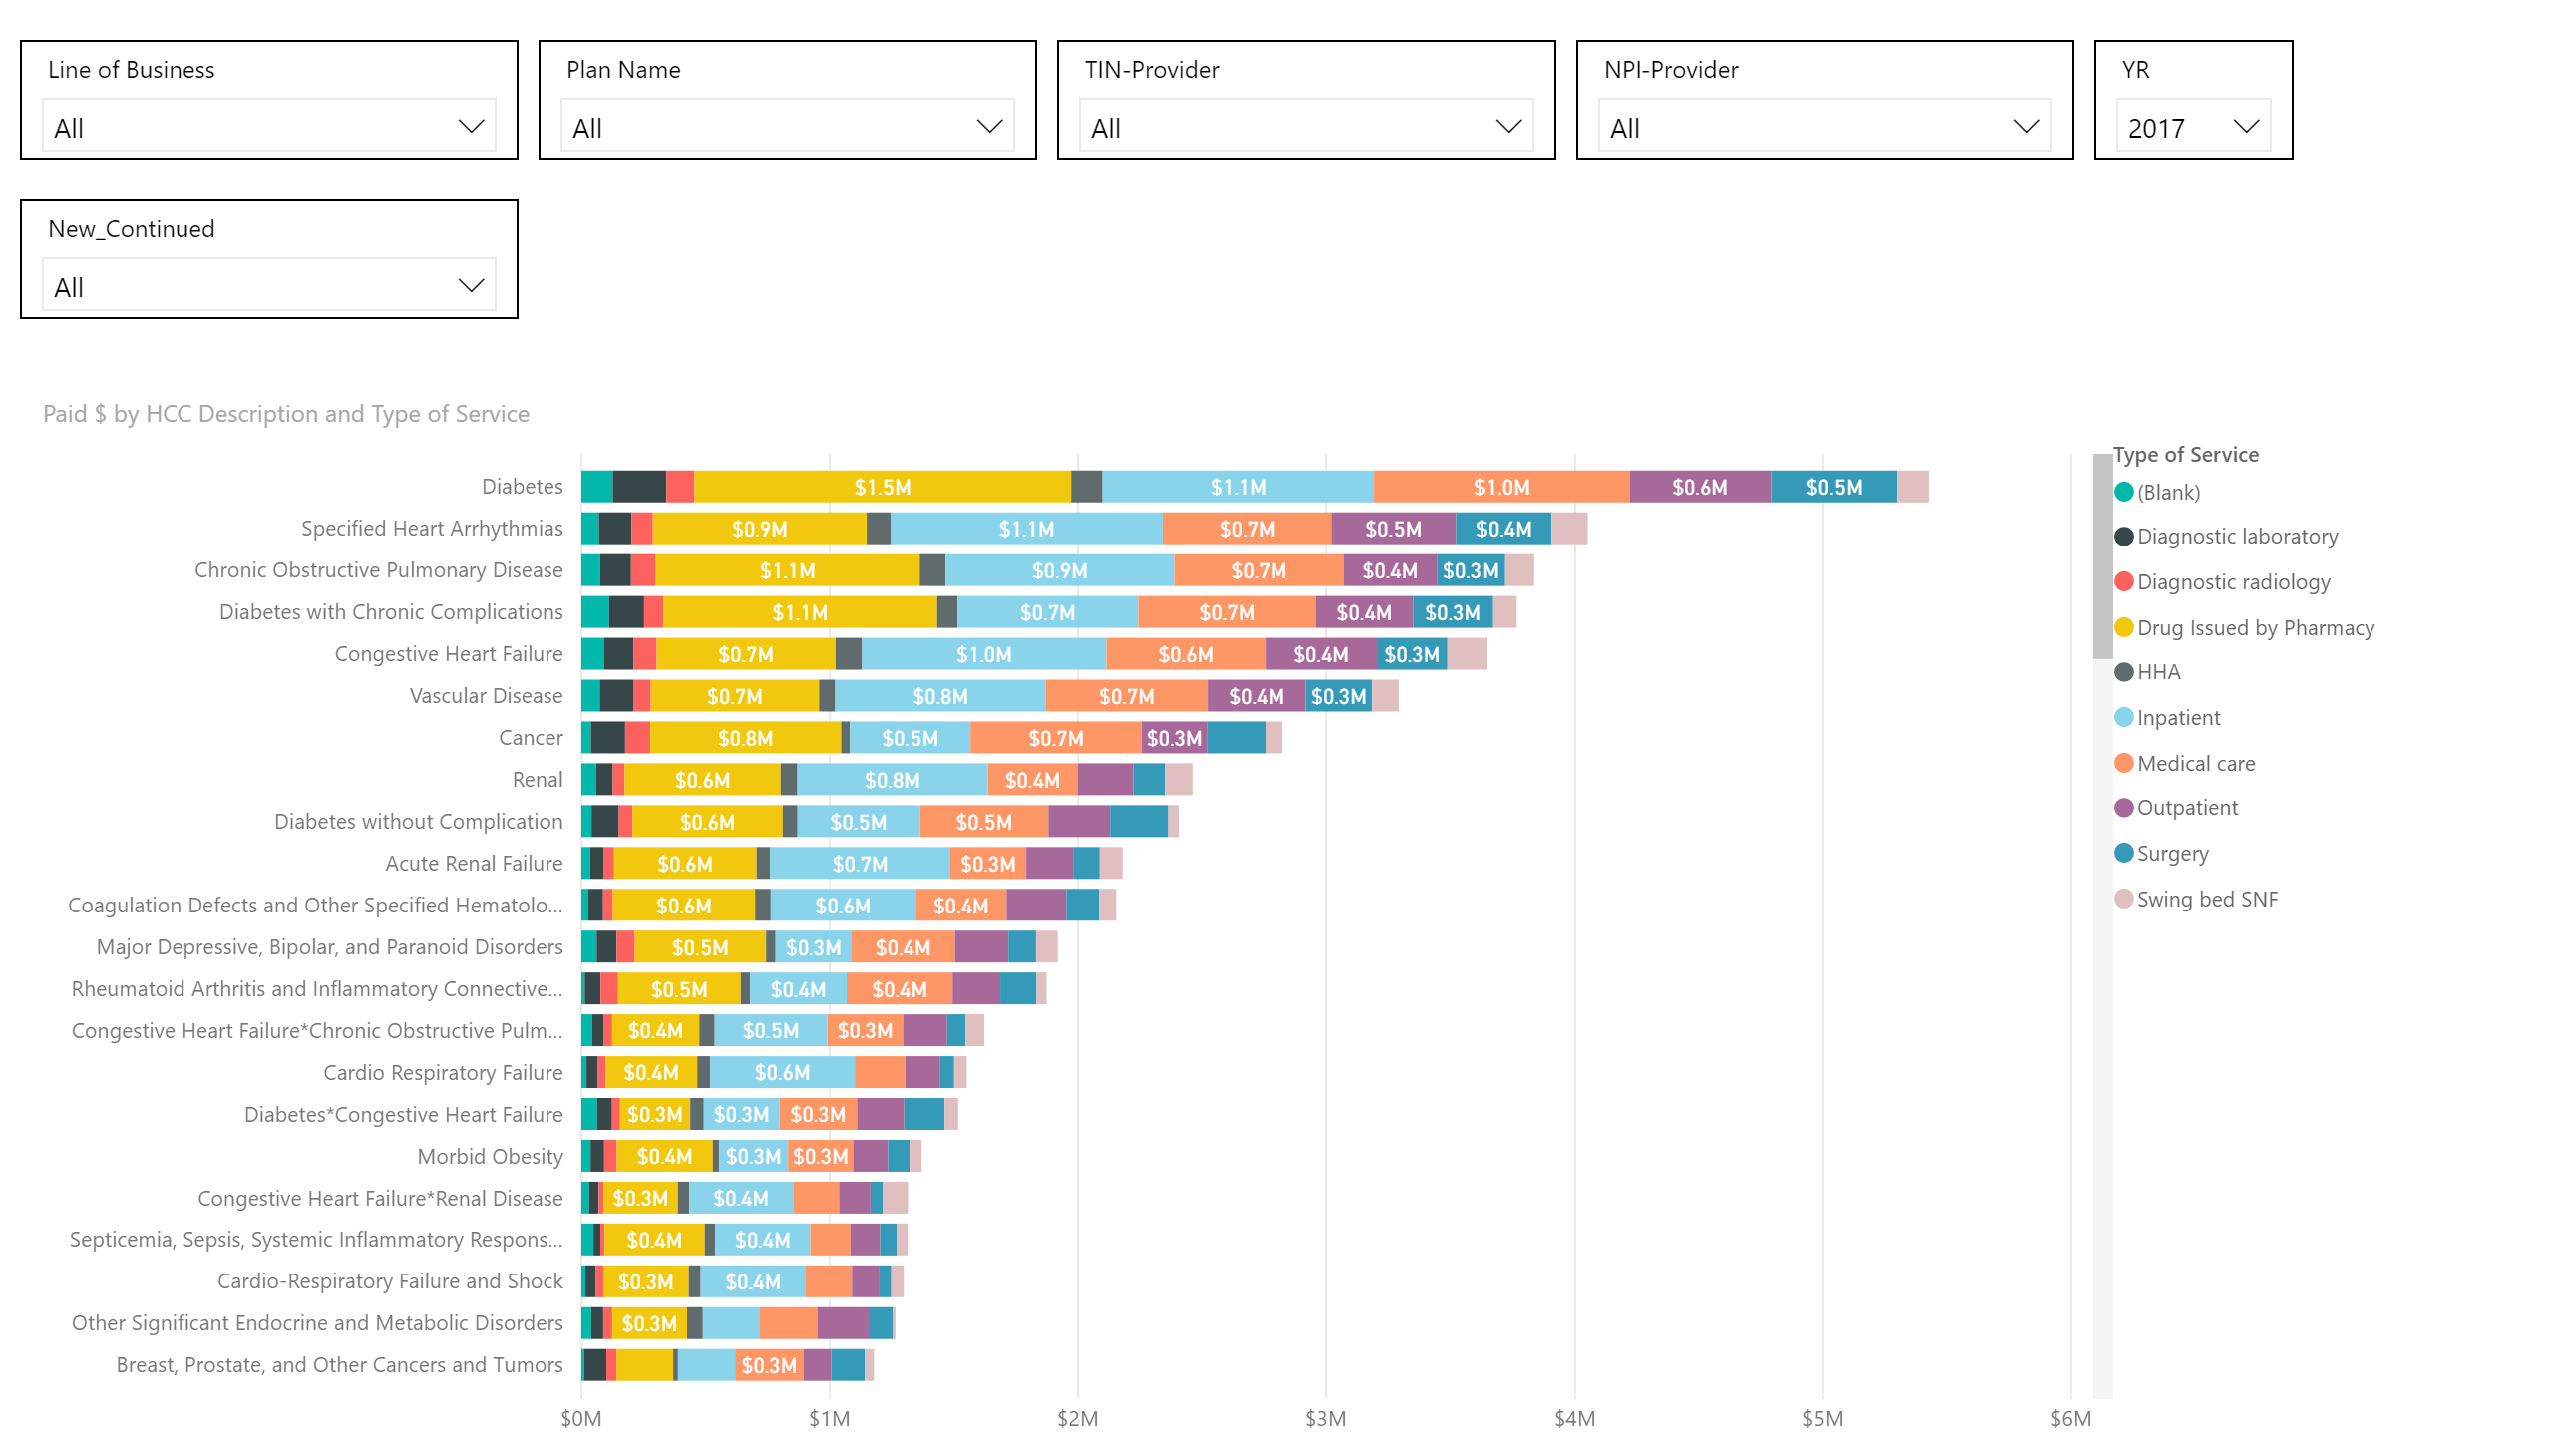 Line of Business
All
Plan Name
All
TIN-Provider
All
NPI-Provider
All
YR
2017
New_Continued
All
Paid $ by HCC Description and Type of Service
Diabetes $1.5M $1.1M $1.0M $0.6M $0.5M
Specified Heart Arrhythmias $0.9M $1.1M $0.7M $0.5M $0.4M
Chronic Obstructive Pulmonary Disease $1.1M $0.9M $0.7M $0.4M $0.3M
Diabetes with Chronic Complications $1.1M $0.7M $0.7M $0.4M $0.3M
Congestive Heart Failure $0.7M $1.0M $0.6M $0.4M $0.3M
Vascular Disease $0.7M $0.8M $0.7M $0.4M $0.3M
Cancer $0.8M $0.5M $0.7M $0.3M
Renal $0.6M $0.8M $0.4M
Diabetes without Complication $0.6M $0.5M $0.5M
Acute Renal Failure $0.6M $0.7M $0.3M
Coagulation Defects and Other Specified Hematolo... $0.6M $0.6M $0.4M
Major Depressive, Bipolar, and Paranoid Disorders $0.5M $0.3M $0.4M
Rheumatoid Arthritis and Inflammatory Connective... $0.5M $0.4M $0.4M
Congestive Heart Failure*Chronic Obstructive Pulm... $0.4M $0.5M $0.3M
Cardio Respiratory Failure $0.4M $0.6M
Diabetes*Congestive Heart Failure $0.3M $0.3M $0.3M
Morbid Obesity $0.4M $0.3M $0.3M
Congestive Heart Failure*Renal Disease $0.3M $0.4M
Septicemia, Sepsis, Systemic Inflammatory Respons... $0.4M $0.4M
Cardio-Respiratory Failure and Shock $0.3M $0.4M
Other Significant Endocrine and Metabolic Disorders $0.3M
Breast, Prostate, and Other Cancers and Tumors $0.3M
$0M $1M $2M $3M $4M $5M $6M
Type of Service
(Blank)
Diagnostic laboratory
Diagnostic radiology
Drug Issued by Pharmacy
HHA
Inpatient
Medical care
Outpatient
Surgery
Swing bed SNF